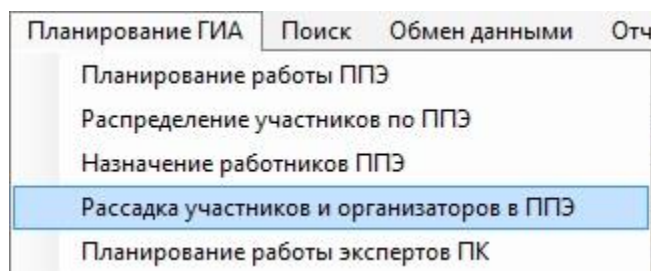 Планирование ГИА Поиск Обмен данными Отч
Планирование работы ППЭ
Распределение участников по ППЭ
Назначение работников ППЭ
Рассадка участников и организаторов в ППЭ
Планирование работы экспертов ПК